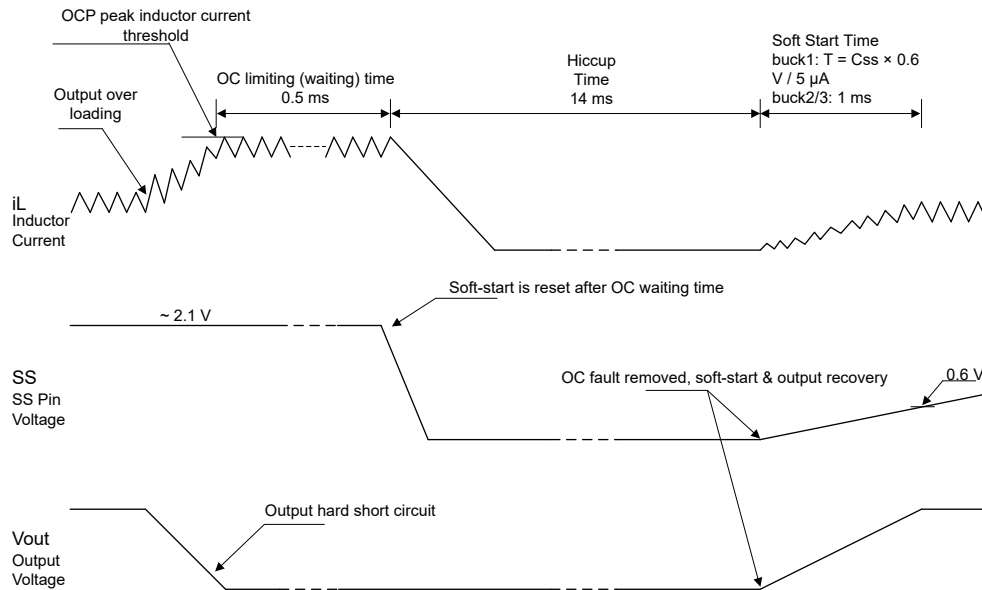 OCP peak inductor current
threshold
OC limiting (waiting) time
0.5 ms
Hiccup
Time
14 ms
Soft Start Time
buck1: T = Css × 0.6
V / 5 µA
buck2/3: 1 ms
Output over
loading
iL
Inductor
Current
Soft-start is reset after OC waiting time
~ 2.1 V
SS
SS Pin
Voltage
OC fault removed, soft-start & output recovery
0.6 V
Output hard short circuit
Vout
Output
Voltage